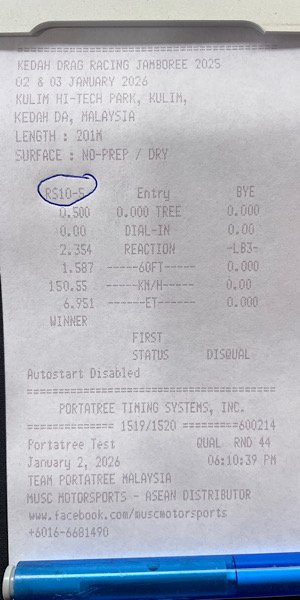 KEDAH DRAG RACING JAMBOREE 2025
02 & 03 JANUARY 2026
KULIM HI-TECH PARK, KULIM,
KEDAH DA, MALAYSIA
LENGTH : 201M
SURFACE : NO-PREP / DRY
RS10-5 Entry BYE
0.500 0.000 TREE 0.000
0.00 DIAL-IN 0.00
2.354 REACTION -LB3-
1.587 ------60FT----- 0.000
150.55 -----KM/H----- 0.00
6.951 ------ET------ 0.000
WINNER
FIRST
STATUS DISQUAL
Autostart Disabled
PORTATREE TIMING SYSTEMS, INC.
============= 1519/1520 =========600214
Portatree Test QUAL RND 44
January 2, 2026 06:10:39 PM
TEAM PORTATREE MALAYSIA
MUSC MOTORSPORTS - ASEAN DISTRIBUTOR
www.facebook.com/muscmotorsports
+6016-6681490